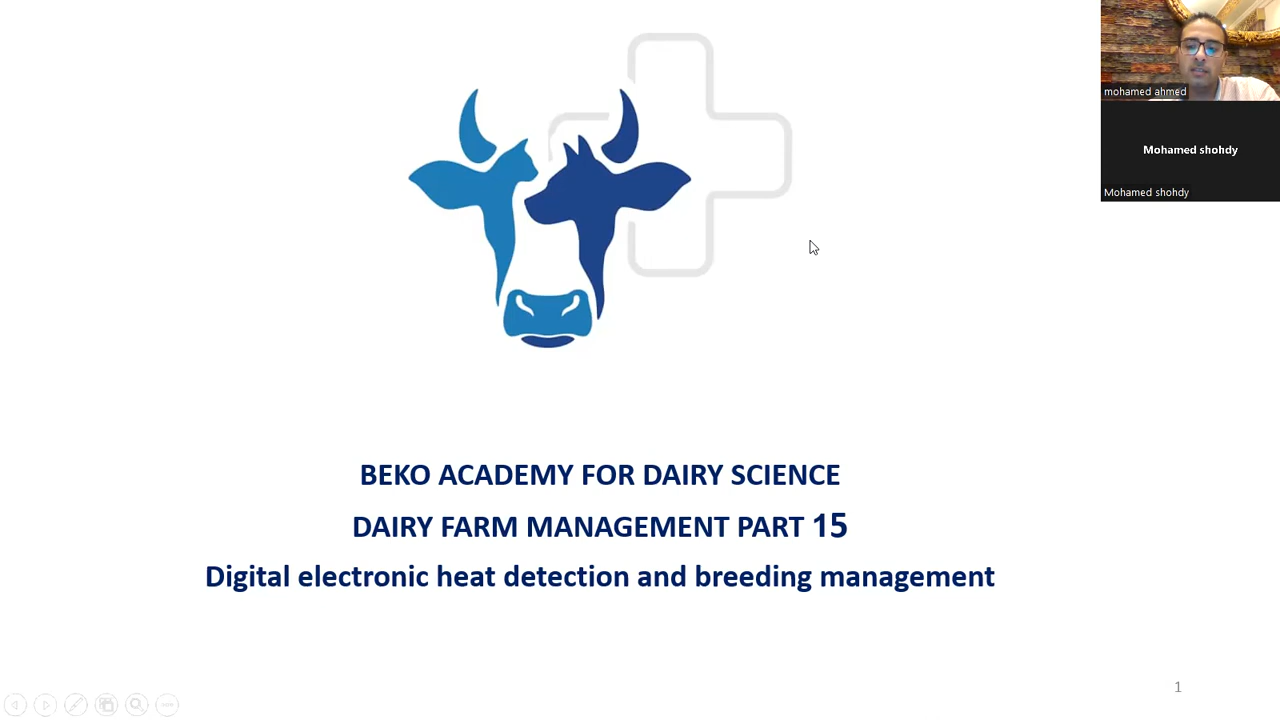 mohamed ahmed
Mohamed shohdy
Mohamed shohdy
BEKO ACADEMY FOR DAIRY SCIENCE
DAIRY FARM MANAGEMENT PART 15
Digital electronic heat detection and breeding management
1